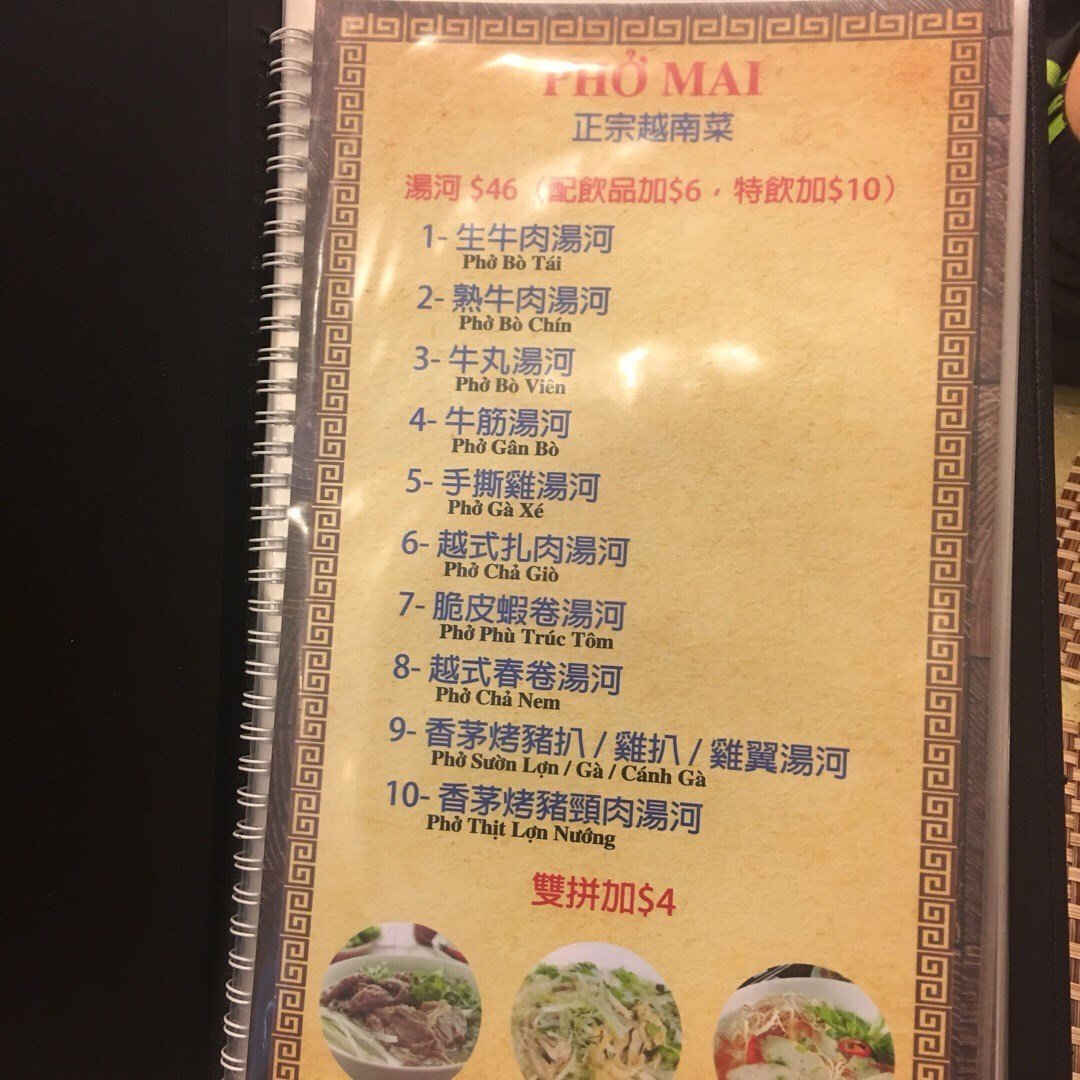 PHỞ MAI
正宗越南菜
湯河 $46（配飲品加$6，特飲加$10）
1- 生牛肉湯河
Phở Bò Tái
2- 熟牛肉湯河
Phở Bò Chín
3- 牛丸湯河
Phở Bò Viên
4- 牛筋湯河
Phở Gân Bò
5- 手撕雞湯河
Phở Gà Xé
6- 越式扎肉湯河
Phở Chả Giò
7- 脆皮蝦卷湯河
Phở Phù Trúc Tôm
8- 越式春卷湯河
Phở Chả Nem
9- 香茅烤豬扒 / 雞扒 / 雞翼湯河
Phở Sườn Lợn / Gà / Cánh Gà
10- 香茅烤豬頸肉湯河
Phở Thịt Lợn Nướng
雙拼加$4